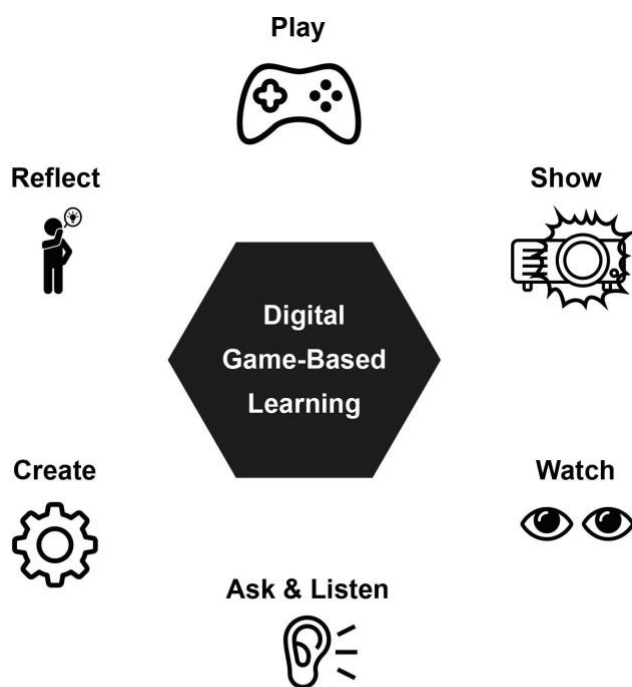 Play
Reflect
Show
Digital
Game-Based
Learning
Create
Watch
Ask & Listen